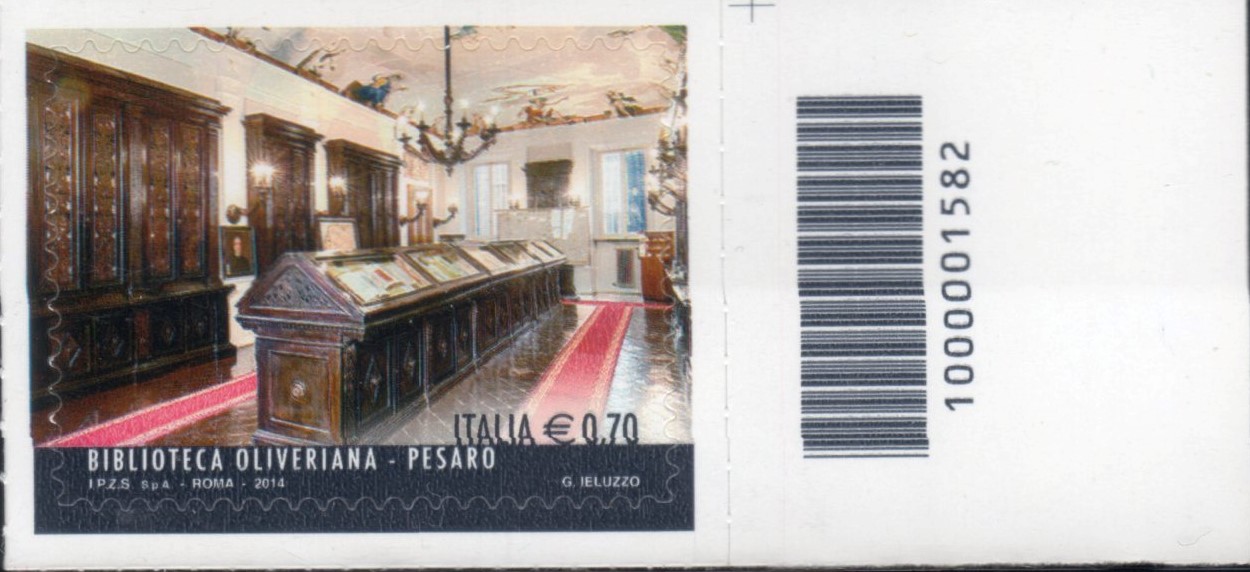 ITALIA € 0,70
BIBLIOTECA OLIVERIANA - PESARO
I.P.Z.S. S.p.A. - ROMA - 2014
G. IELUZZO
1000001582